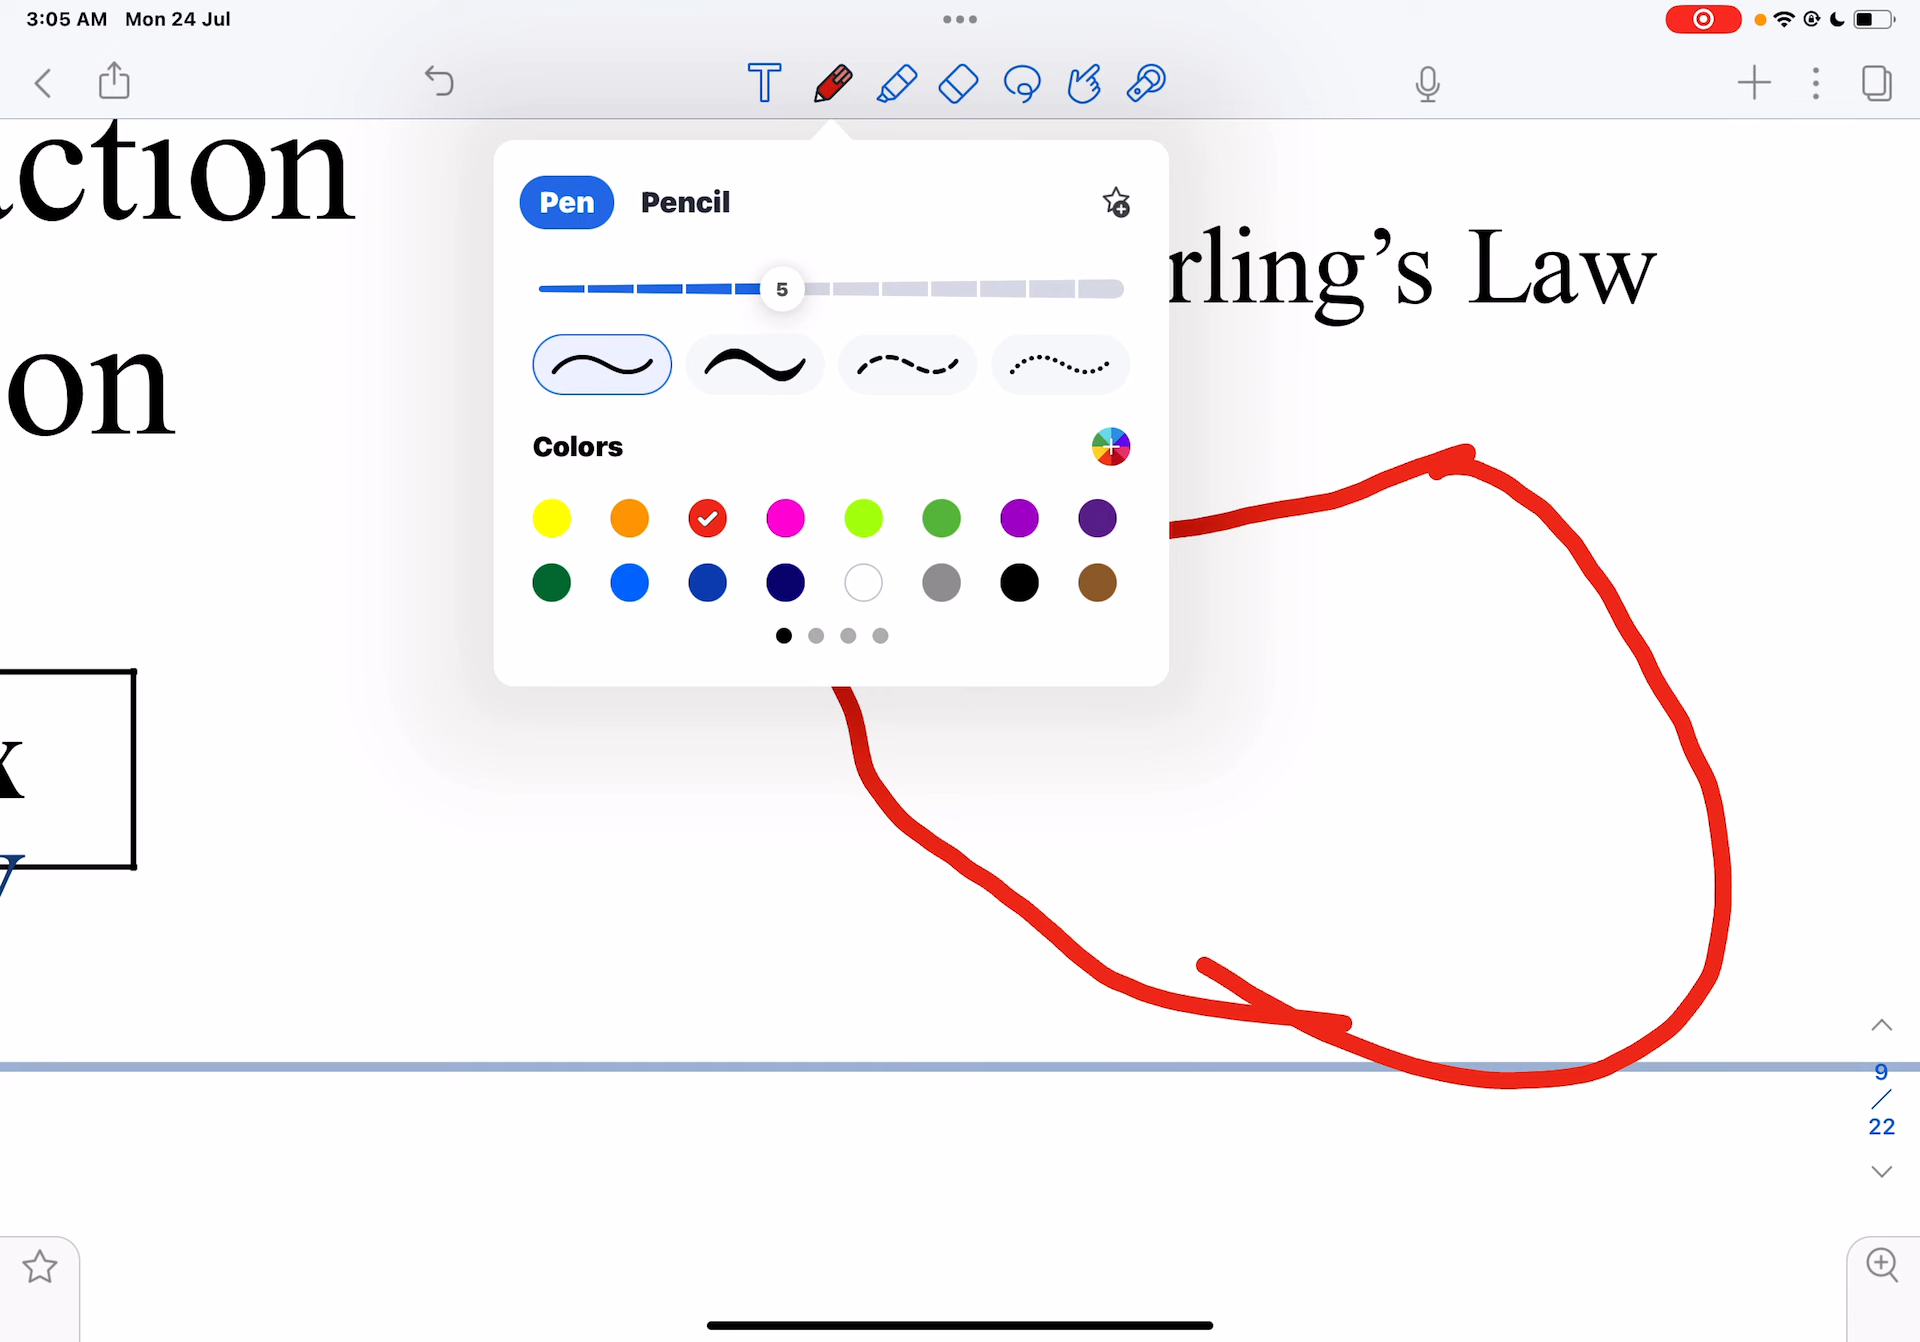 3:05 AM Mon 24 Jul
ction
rling's Law
on
Pen Pencil
5
Colors
x
9
/
22